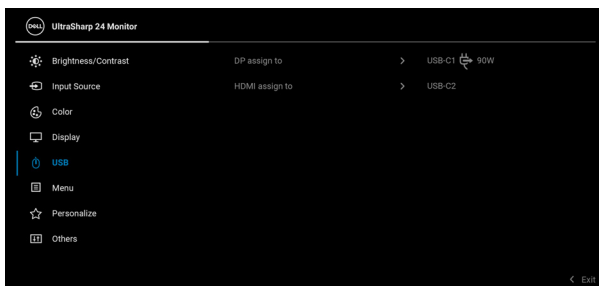 DELL UltraSharp 24 Monitor
Brightness/Contrast DP assign to > USB-C1 90W
Input Source HDMI assign to > USB-C2
Color
Display
USB
Menu
Personalize
Others
< Exit